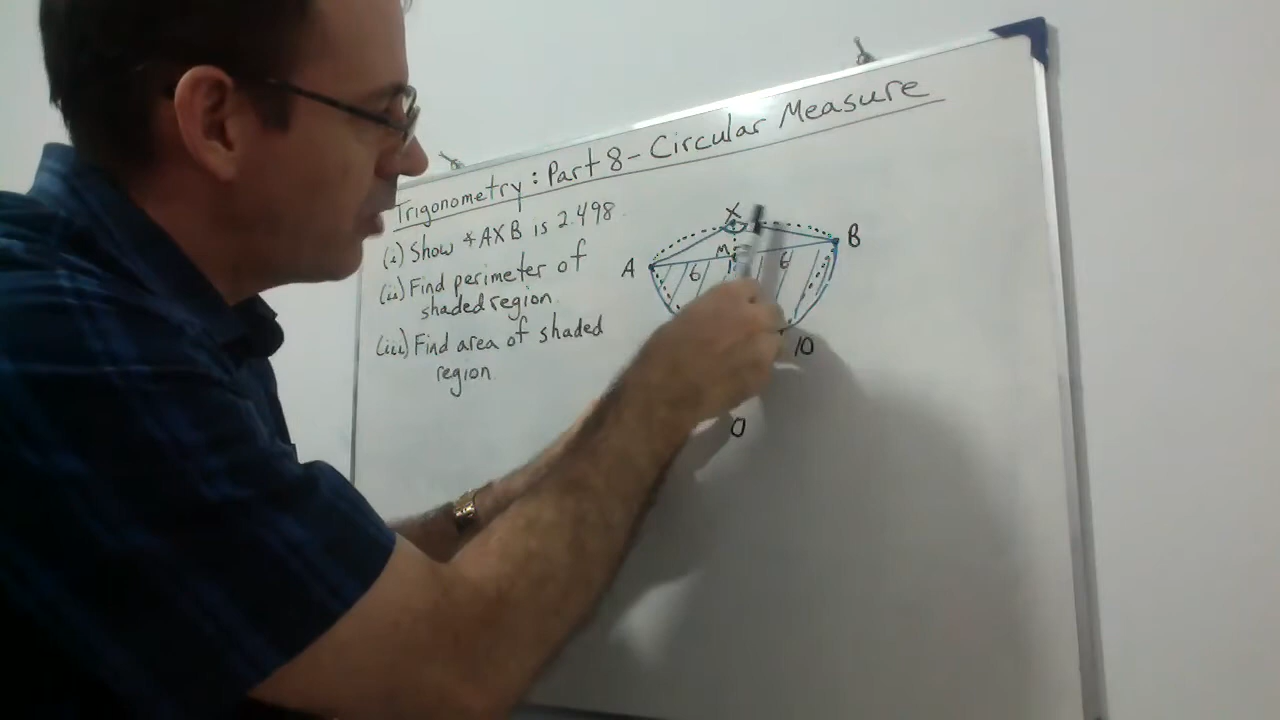 Trigonometry: Part 8 - Circular Measure
(i) Show ∡AXB is 2.498
(ii) Find perimeter of
shaded region
(iii) Find area of shaded
region
X
B
A
M
6
6
10
O